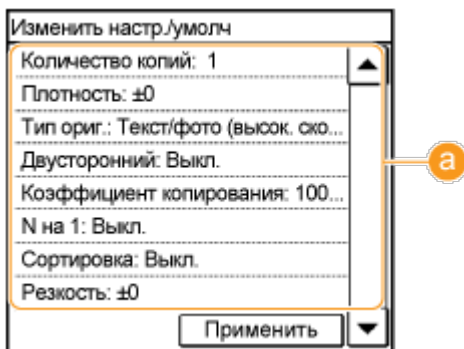 Изменить настр./умолч
Количество копий: 1
Плотность: ±0
Тип ориг.: Текст/фото (высок. ско...
Двусторонний: Выкл.
Коэффициент копирования: 100...
N на 1: Выкл.
Сортировка: Выкл.
Резкость: ±0
Применить
a